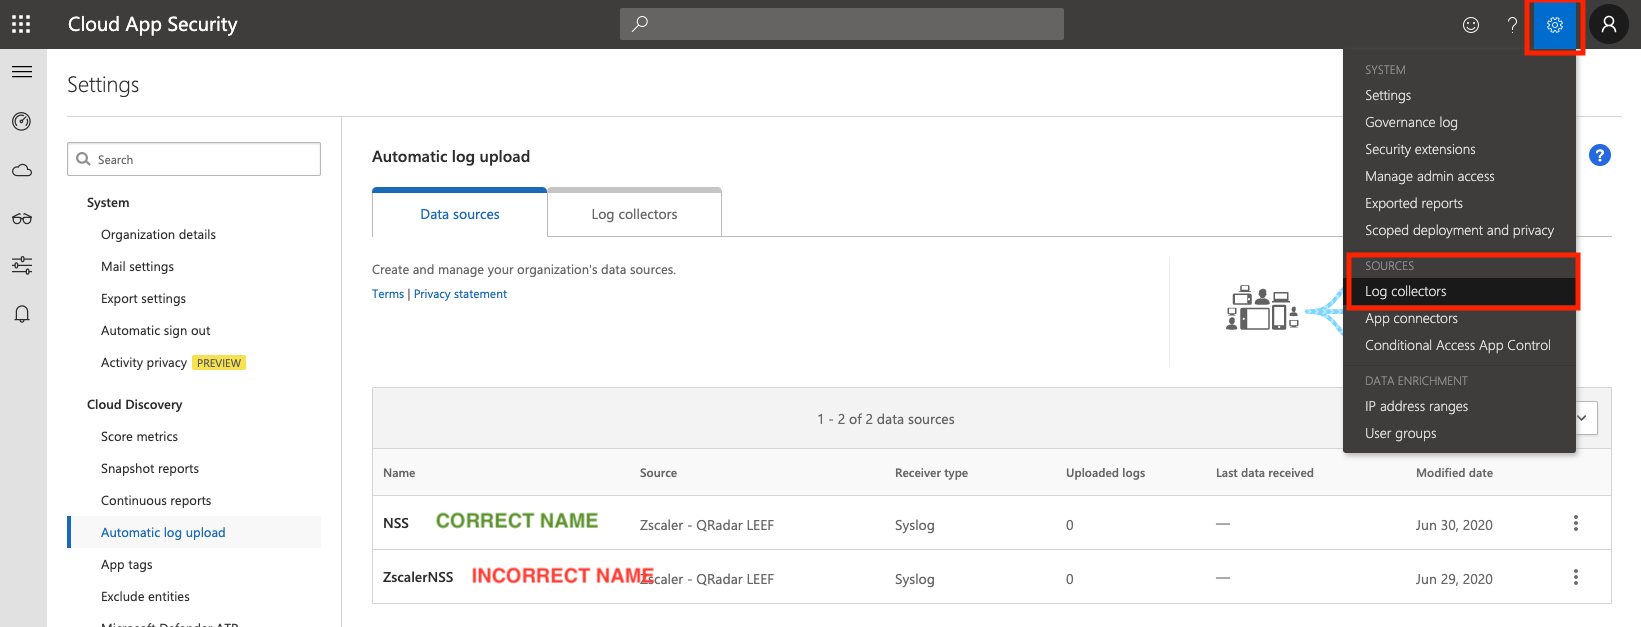 Cloud App Security
?
Settings
Search
System
Organization details
Mail settings
Export settings
Automatic sign out
Activity privacy PREVIEW
Cloud Discovery
Score metrics
Snapshot reports
Continuous reports
Automatic log upload
App tags
Exclude entities
Microsoft Defender ATP
Automatic log upload
?
Data sources
Log collectors
Create and manage your organization's data sources.
Terms | Privacy statement
1 - 2 of 2 data sources
Name Source Receiver type Uploaded logs Last data received Modified date
NSS CORRECT NAME Zscaler - QRadar LEEF Syslog 0 — Jun 30, 2020
ZscalerNSS INCORRECT NAME Zscaler - QRadar LEEF Syslog 0 — Jun 29, 2020
SYSTEM
Settings
Governance log
Security extensions
Manage admin access
Exported reports
Scoped deployment and privacy
SOURCES
Log collectors
App connectors
Conditional Access App Control
DATA ENRICHMENT
IP address ranges
User groups